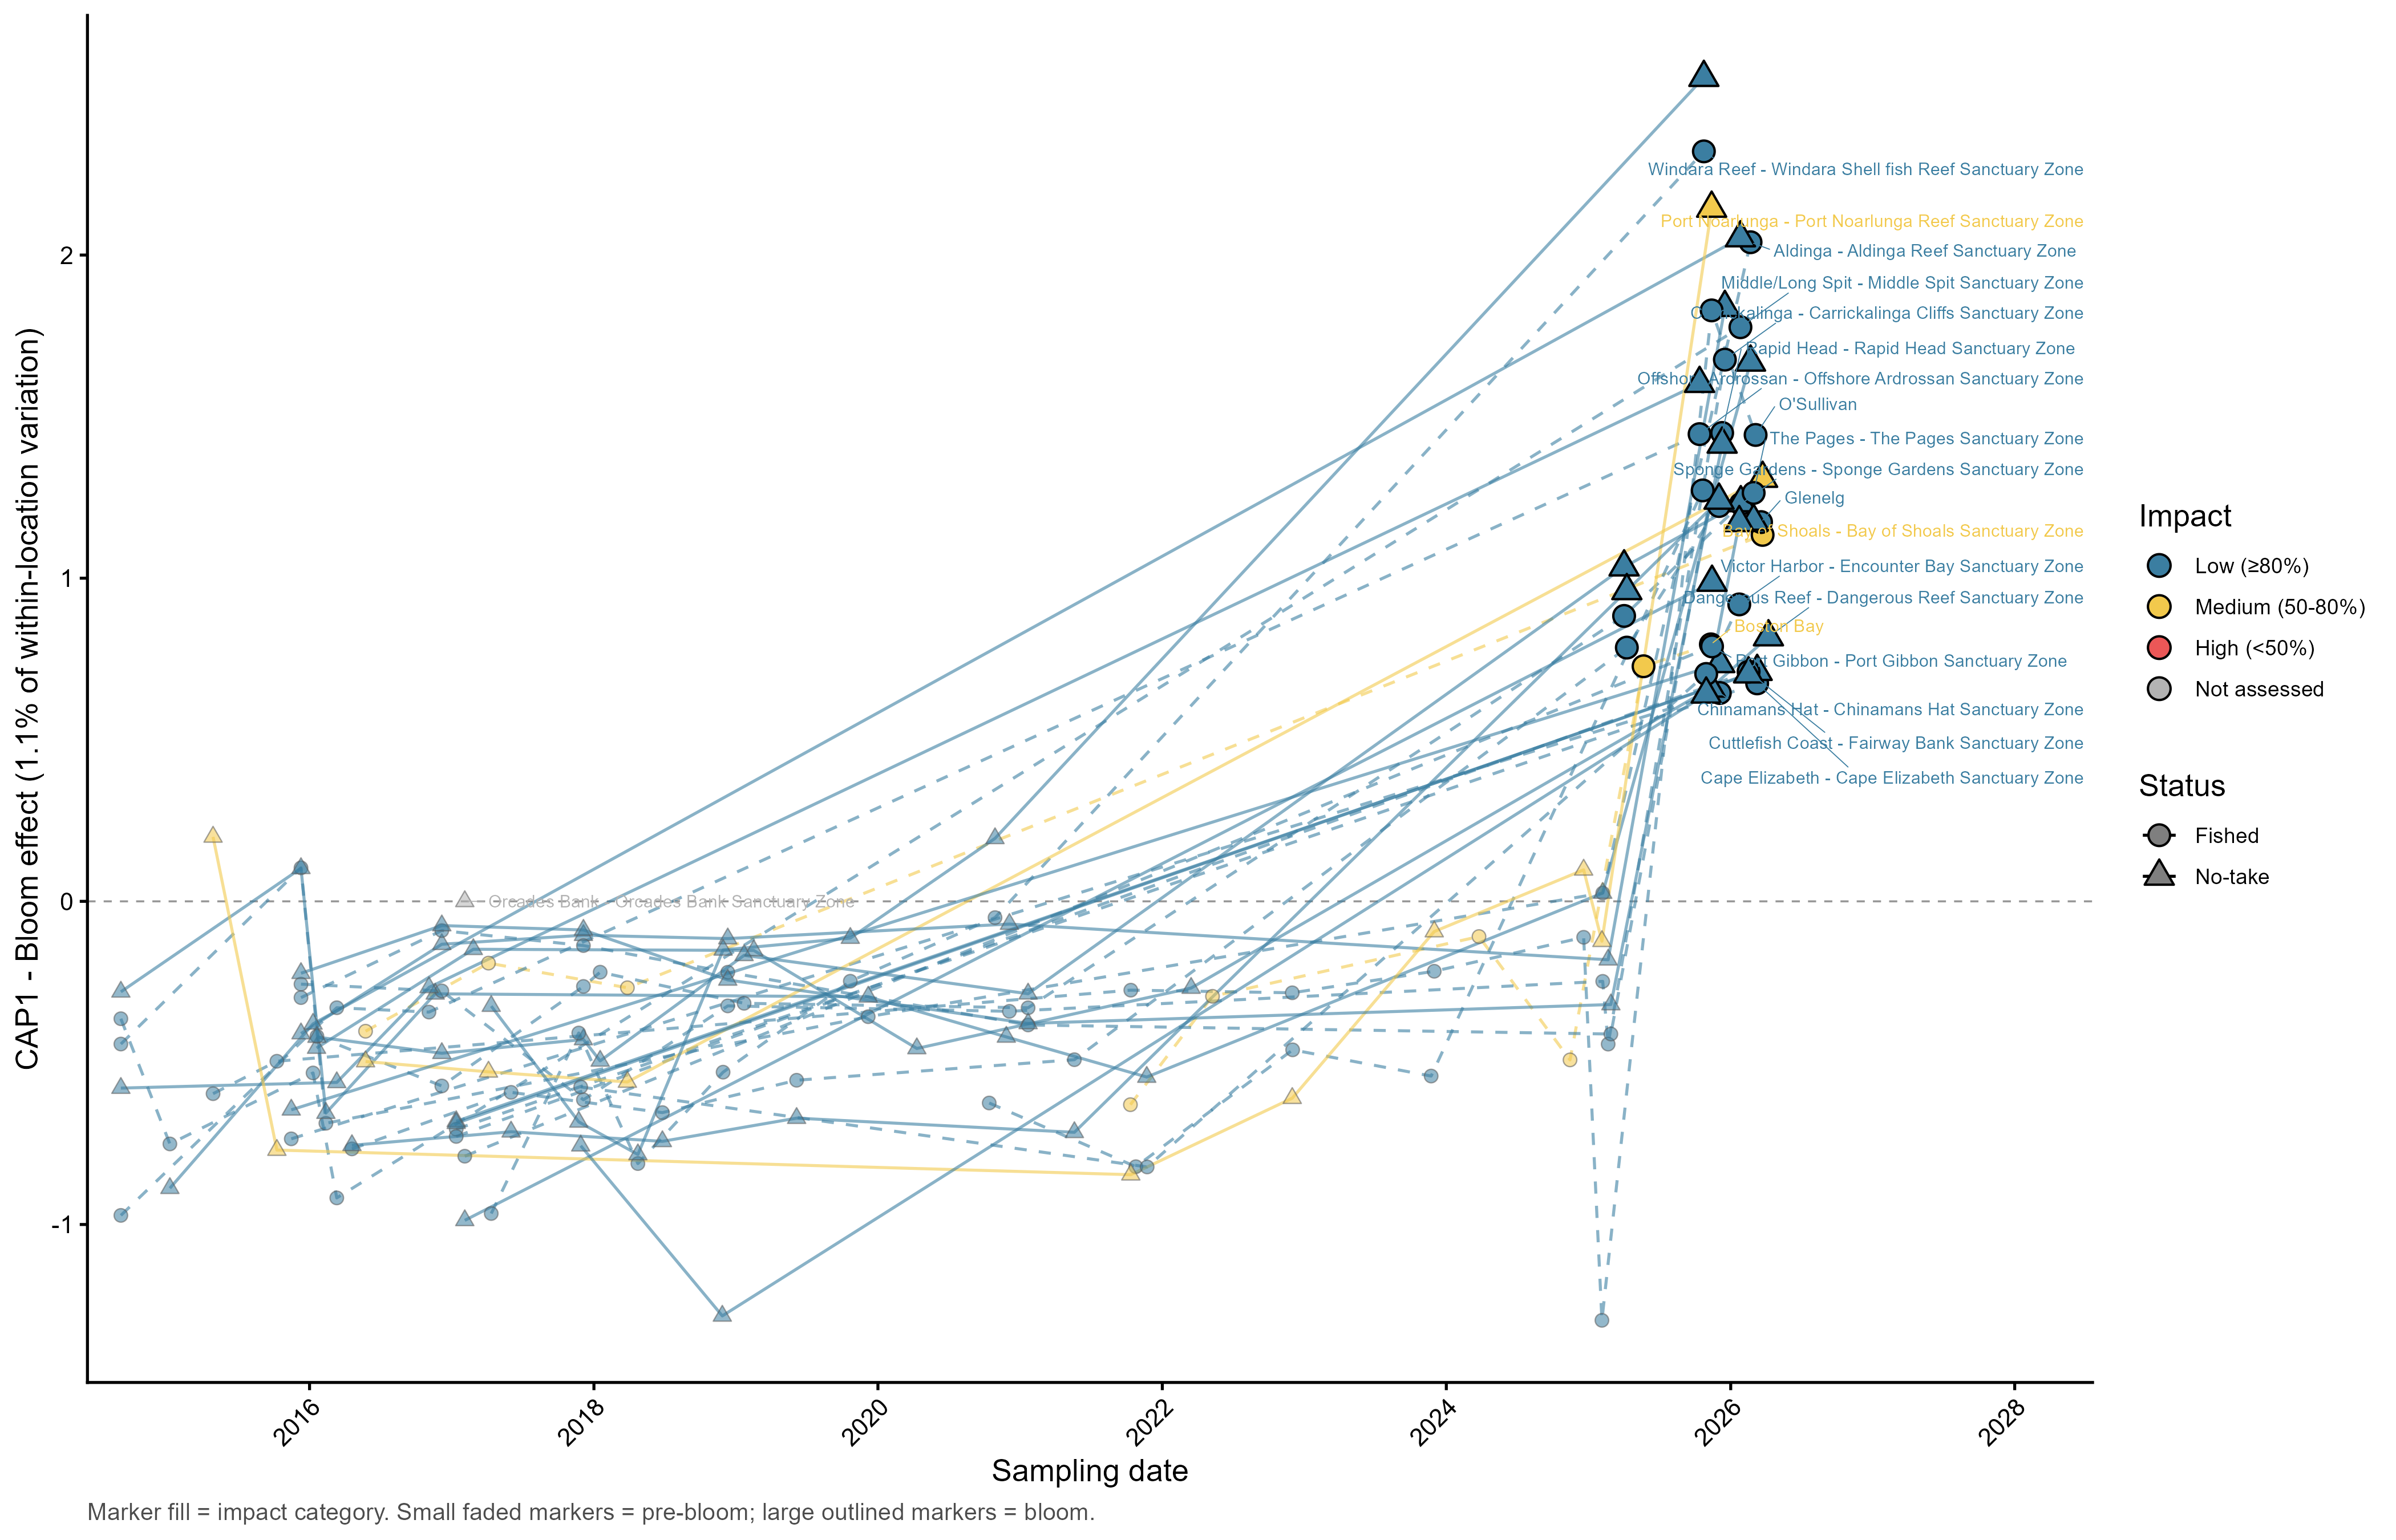 CAP1 - Bloom effect (1.1% of within-location variation)
2
1
0
-1
Windara Reef - Windara Shell fish Reef Sanctuary Zone
Port Noarlunga - Port Noarlunga Reef Sanctuary Zone
Aldinga - Aldinga Reef Sanctuary Zone
Middle/Long Spit - Middle Spit Sanctuary Zone
Carrickalinga - Carrickalinga Cliffs Sanctuary Zone
Rapid Head - Rapid Head Sanctuary Zone
Offshore Ardrossan - Offshore Ardrossan Sanctuary Zone
O'Sullivan
The Pages - The Pages Sanctuary Zone
Sponge Gardens - Sponge Gardens Sanctuary Zone
Glenelg
Bay of Shoals - Bay of Shoals Sanctuary Zone
Victor Harbor - Encounter Bay Sanctuary Zone
Dangerous Reef - Dangerous Reef Sanctuary Zone
Boston Bay
Port Gibbon - Port Gibbon Sanctuary Zone
Chinamans Hat - Chinamans Hat Sanctuary Zone
Cuttlefish Coast - Fairway Bank Sanctuary Zone
Cape Elizabeth - Cape Elizabeth Sanctuary Zone
Orcades Bank - Orcades Bank Sanctuary Zone
2016
2018
2020
2022
2024
2026
2028
Sampling date
Impact
Low (≥80%)
Medium (50-80%)
High (<50%)
Not assessed
Status
Fished
No-take
Marker fill = impact category. Small faded markers = pre-bloom; large outlined markers = bloom.